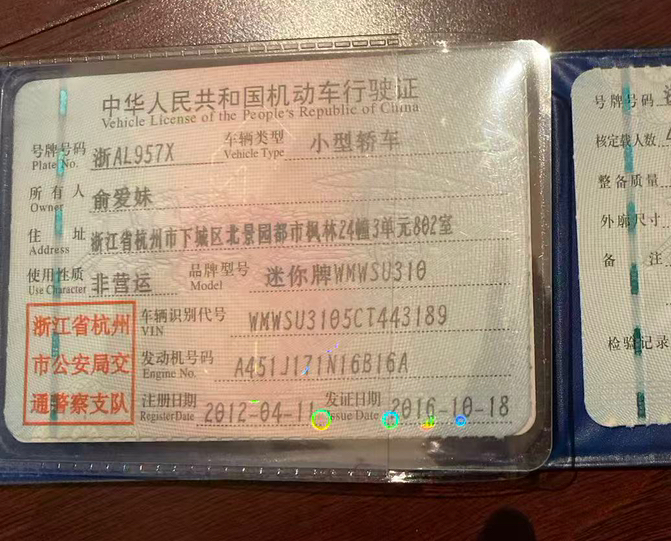 中华人民共和国机动车行驶证
Vehicle License of the People's Republic of China
号牌号码 浙AL957X 车辆类型 小型轿车
Plate No. Vehicle Type
所有人 俞爱妹
Owner
住址 浙江省杭州市下城区北景园都市枫林24幢3单元802室
Address
使用性质 非营运 品牌型号 迷你牌WMWSU310
Use Character Model
浙江省杭州
市公安局交
通警察支队
车辆识别代号 WMWSU3105CT443189
VIN
发动机号码 A451J171N16B16A
Engine No.
注册日期 2012-04-11 发证日期 2016-10-18
Register Date Issue Date
号牌号码
核定载人数
整备质量
外廓尺寸
备注
检验记录